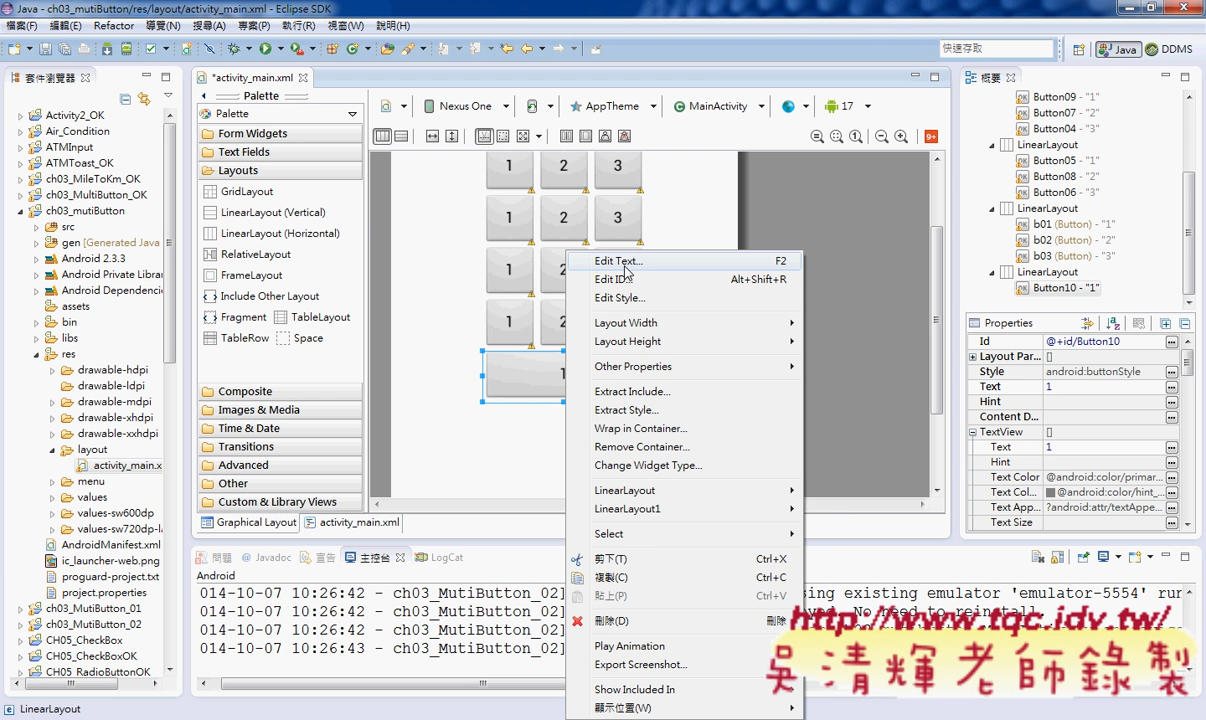 Java - ch03_mutiButton/res/layout/activity_main.xml - Eclipse SDK
檔案(F) 編輯(E) Refactor 導覽(N) 搜尋(A) 專案(P) 執行(R) 視窗(W) 說明(H)
快速存取
Java
DDMS
套件瀏覽器
Activity2_OK
Air_Condition
ATMInput
ATMToast_OK
ch03_MileToKm_OK
ch03_MultiButton_OK
ch03_mutiButton
src
gen [Generated Java
Android 2.3.3
Android Private Libra
Android Dependenci
assets
bin
libs
res
drawable-hdpi
drawable-ldpi
drawable-mdpi
drawable-xhdpi
drawable-xxhdpi
layout
activity_main.x
menu
values
values-sw600dp
values-sw720dp-l
AndroidManifest.xml
ic_launcher-web.png
proguard-project.txt
project.properties
ch03_MutiButton_01
ch03_MutiButton_02
CH05_CheckBox
CH05_CheckBoxOK
CH05_RadioButtonOK
LinearLayout
*activity_main.xml
Palette
Palette
Form Widgets
Text Fields
Layouts
GridLayout
LinearLayout (Vertical)
LinearLayout (Horizontal)
RelativeLayout
FrameLayout
Include Other Layout
Fragment TableLayout
TableRow Space
Composite
Images & Media
Time & Date
Transitions
Advanced
Other
Custom & Library Views
Graphical Layout activity_main.xml
Nexus One AppTheme MainActivity 17
9+
1 2 3
1 2 3
1 2
1 2
1
Edit Text... F2
Edit ID... Alt+Shift+R
Edit Style...
Layout Width
Layout Height
Other Properties
Extract Include...
Extract Style...
Wrap in Container...
Remove Container...
Change Widget Type...
LinearLayout
LinearLayout1
Select
剪下(T) Ctrl+X
複製(C) Ctrl+C
貼上(P) Ctrl+V
刪除(D) 刪除
Play Animation
Export Screenshot...
Show Included In
顯示位置(W)
概要
Button09 - "1"
Button07 - "2"
Button04 - "3"
LinearLayout
Button05 - "1"
Button08 - "2"
Button06 - "3"
LinearLayout
b01 (Button) - "1"
b02 (Button) - "2"
b03 (Button) - "3"
LinearLayout
Button10 - "1"
Properties
Id @+id/Button10
Layout Par... []
Style android:buttonStyle
Text 1
Hint
Content D...
TextView []
Text 1
Hint
Text Color @android:color/primar...
Text Col... @android:color/hint_...
Text App... ?android:attr/textAppe...
Text Size
問題 Javadoc 宣告 主控台 LogCat
Android
014-10-07 10:26:42 - ch03_MutiButton_02]
014-10-07 10:26:42 - ch03_MutiButton_02]
014-10-07 10:26:42 - ch03_MutiButton_02]
014-10-07 10:26:43 - ch03_MutiButton_02]
ing existing emulator 'emulator-5554' run
No need to reinstall.
http://www.tqc.idv.tw/
吳清輝老師錄製